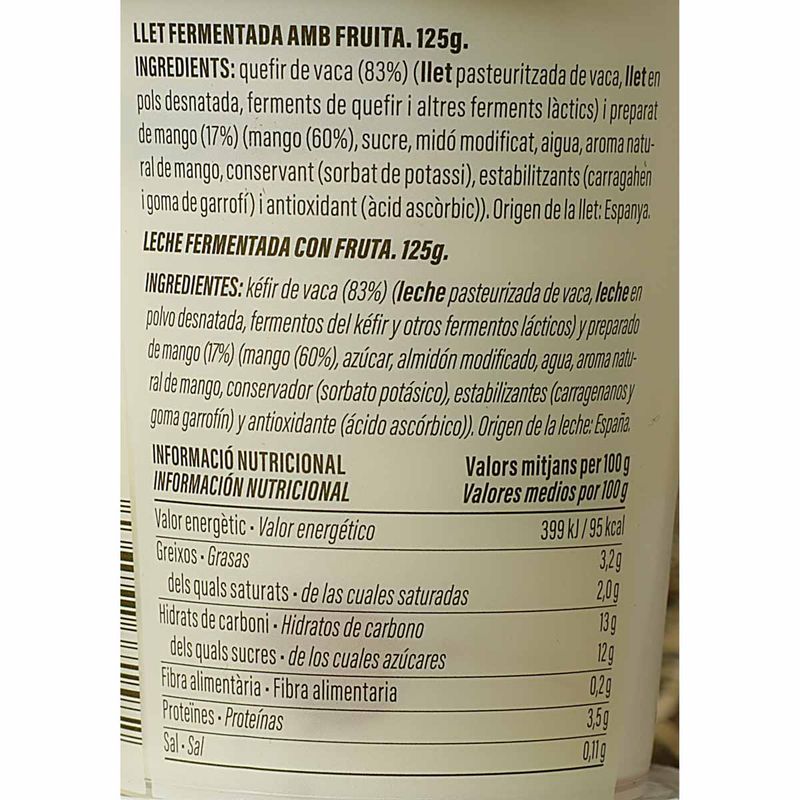 LLET FERMENTADA AMB FRUITA. 125g.
INGREDIENTS: quefir de vaca (83%) (llet pasteuritzada de vaca, llet en
pols desnatada, ferments de quefir i altres ferments làctics) i preparat
de mango (17%) (mango (60%), sucre, midó modificat, aigua, aroma natu-
ral de mango, conservant (sorbat de potassi), estabilitzants (carragahèn
i goma de garrofí) i antioxidant (àcid ascòrbic)). Origen de la llet: Espanya.
LECHE FERMENTADA CON FRUTA. 125g.
INGREDIENTES: kéfir de vaca (83%) (leche pasteurizada de vaca, leche en
polvo desnatada, fermentos del kéfir y otros fermentos lácticos) y preparado
de mango (17%) (mango (60%), azúcar, almidón modificado, agua, aroma natu-
ral de mango, conservador (sorbato potásico), estabilizantes (carragenanos y
goma garrofín) y antioxidante (ácido ascórbico)). Origen de la leche: España.
INFORMACIÓ NUTRICIONAL Valors mitjans per 100 g
INFORMACIÓN NUTRICIONAL Valores medios por 100 g
Valor energètic • Valor energético 399 kJ / 95 kcal
Greixos • Grasas 3,2 g
dels quals saturats • de las cuales saturadas 2,0 g
Hidrats de carboni • Hidratos de carbono 13 g
dels quals sucres • de los cuales azúcares 12 g
Fibra alimentària • Fibra alimentaria 0,2 g
Proteïnes • Proteínas 3,5 g
Sal • Sal 0,11 g